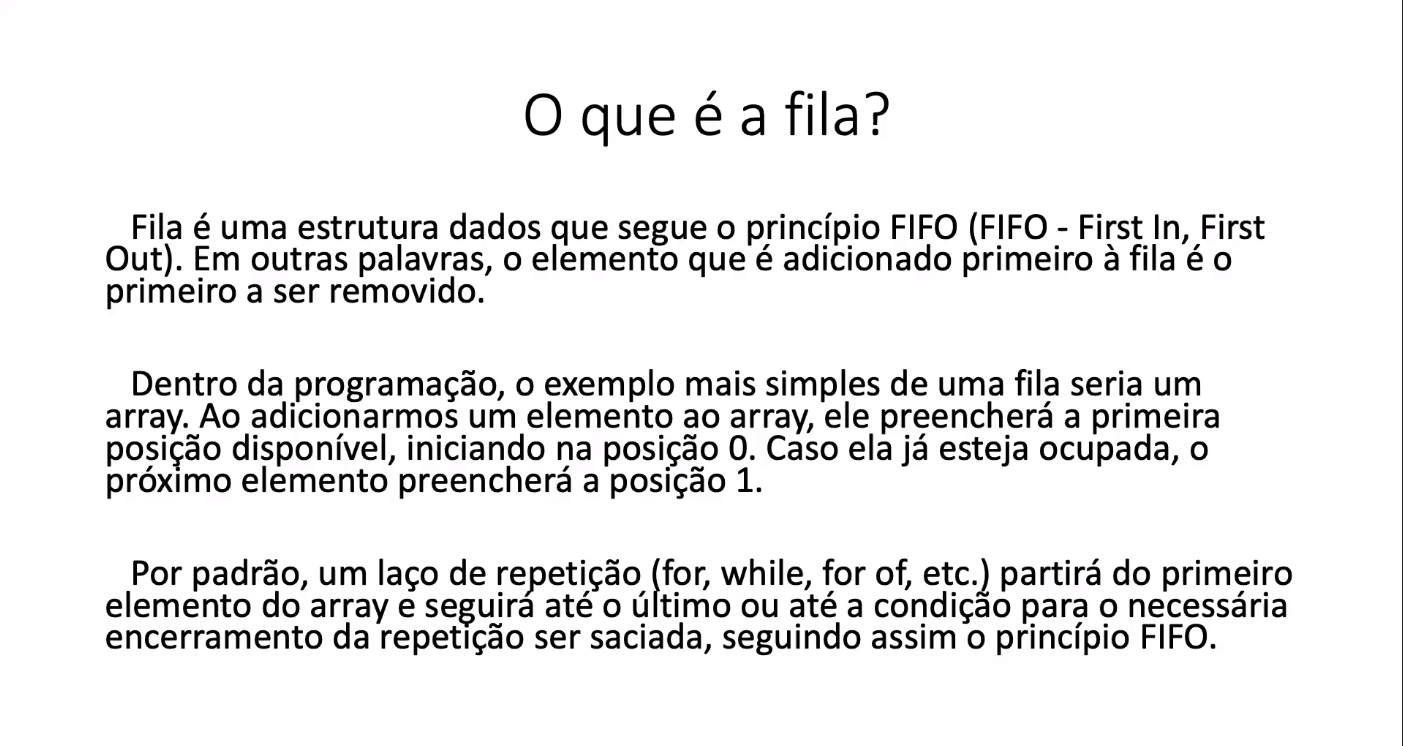 O que é a fila?
Fila é uma estrutura dados que segue o princípio FIFO (FIFO - First In, First
Out). Em outras palavras, o elemento que é adicionado primeiro à fila é o
primeiro a ser removido.
Dentro da programação, o exemplo mais simples de uma fila seria um
array. Ao adicionarmos um elemento ao array, ele preencherá a primeira
posição disponível, iniciando na posição 0. Caso ela já esteja ocupada, o
próximo elemento preencherá a posição 1.
Por padrão, um laço de repetição (for, while, for of, etc.) partirá do primeiro
elemento do array e seguirá até o último ou até a condição para o necessária
encerramento da repetição ser saciada, seguindo assim o princípio FIFO.